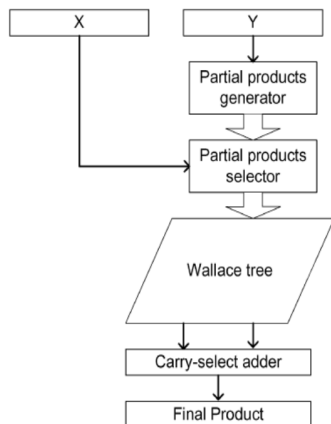 X
Y
Partial products
generator
Partial products
selector
Wallace tree
Carry-select adder
Final Product